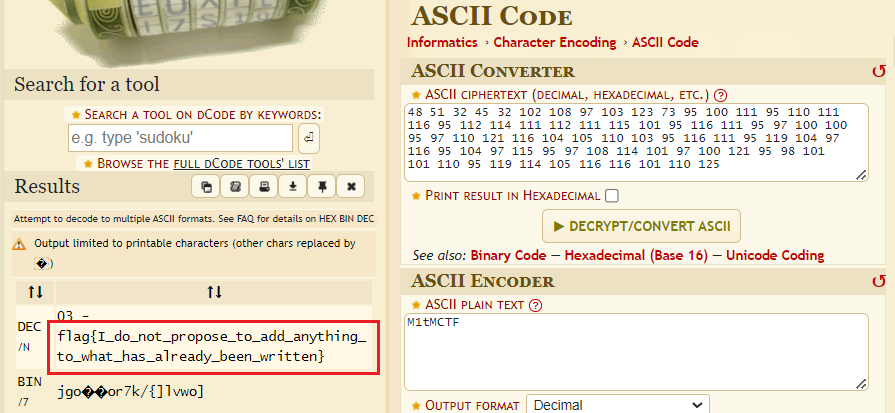 EUXIE
Search for a tool
★ SEARCH A TOOL ON DCODE BY KEYWORDS:
e.g. type 'sudoku'
★ BROWSE THE FULL DCODE TOOLS' LIST
Results
Attempt to decode to multiple ASCII formats. See FAQ for details on HEX BIN DEC
Output limited to printable characters (other chars replaced by
�)
↑↓ ↑↓
03 –
DEC
/N
flag{I_do_not_propose_to_add_anything_
to_what_has_already_been_written}
BIN
/7
jgo��or7k/{]lvwo]
ASCII CODE
Informatics › Character Encoding › ASCII Code
ASCII CONVERTER
★ ASCII CIPHERTEXT (DECIMAL, HEXADECIMAL, ETC.) ?
48 51 32 45 32 102 108 97 103 123 73 95 100 111 95 110 111
116 95 112 114 111 112 111 115 101 95 116 111 95 97 100 100
95 97 110 121 116 104 105 110 103 95 116 111 95 119 104 97
116 95 104 97 115 95 97 108 114 101 97 100 121 95 98 101
101 110 95 119 114 105 116 116 101 110 125
★ PRINT RESULT IN HEXADECIMAL
▶ DECRYPT/CONVERT ASCII
See also: Binary Code — Hexadecimal (Base 16) — Unicode Coding
ASCII ENCODER
★ ASCII PLAIN TEXT ?
M1tMCTF
★ OUTPUT FORMAT Decimal